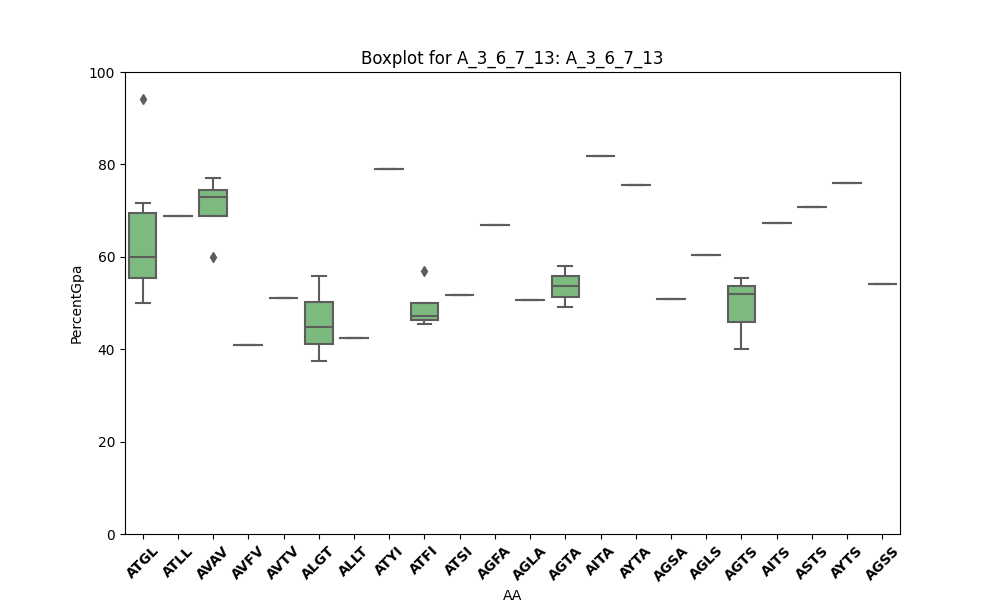 Boxplot for A_3_6_7_13: A_3_6_7_13
100
80
60
40
20
0
PercentGpa
ATGL
ATLL
AVAV
AVFV
AVTV
ALGT
ALLT
ATYI
ATFI
ATSI
AGFA
AGLA
AGTA
AITA
AYTA
AGSA
AGLS
AGTS
AITS
ASTS
AYTS
AGSS
AA